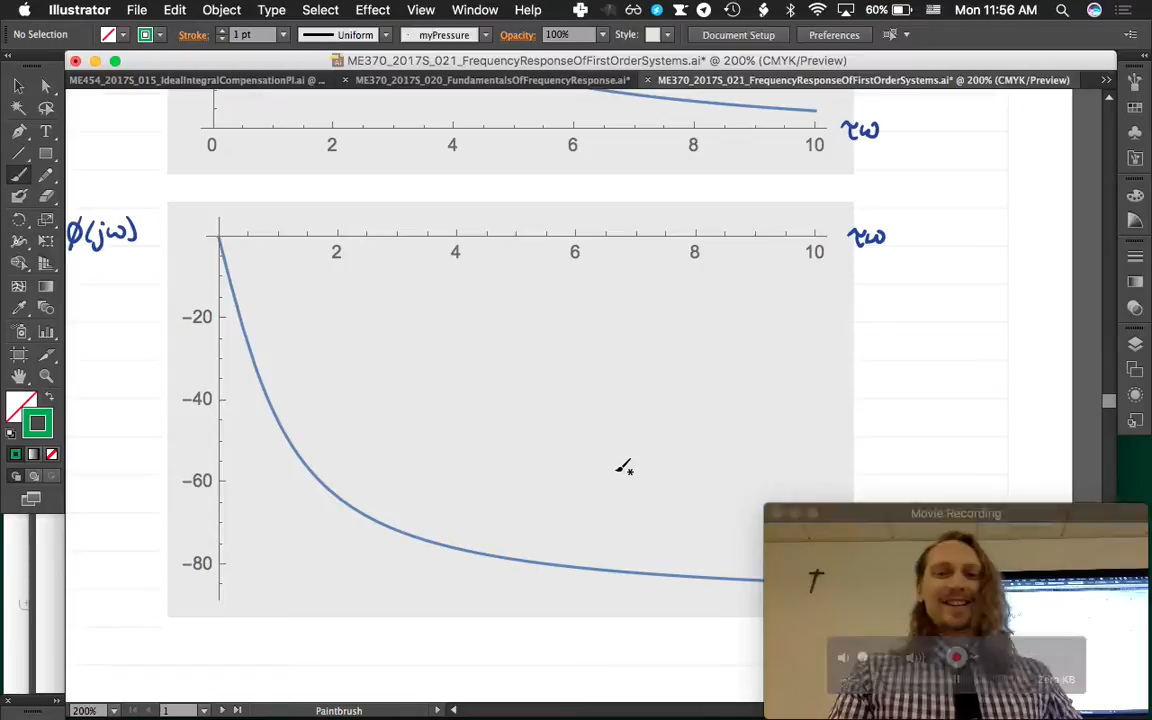 Illustrator File Edit Object Type Select Effect View Window Help 60% Mon 11:56 AM
No Selection Stroke: 1 pt Uniform myPressure Opacity: 100% Style: Document Setup Preferences
ME370_2017S_021_FrequencyResponseOfFirstOrderSystems.ai* @ 200% (CMYK/Preview)
ME454_2017S_015_IdealIntegralCompensationPI.ai @ ... ME370_2017S_020_FundamentalsOfFrequencyResponse.ai* ME370_2017S_021_FrequencyResponseOfFirstOrderSystems.ai* @ 200% (CMYK/Preview)
τω
0 2 4 6 8 10
ϕ(jω)
τω
2 4 6 8 10
−20
−40
−60
−80
Movie Recording
Zero KB
200% 1 Paintbrush